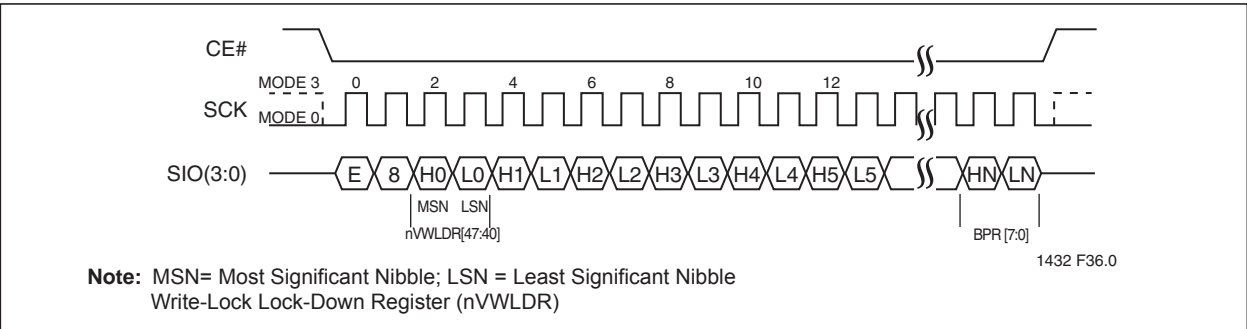 CE#
MODE 3 0 2 4 6 8 10 12
SCK
MODE 0
SIO(3:0) E 8 H0 L0 H1 L1 H2 L2 H3 L3 H4 L4 H5 L5 HN LN
MSN LSN
nVWLDR[47:40] BPR [7:0]
1432 F36.0
Note: MSN= Most Significant Nibble; LSN = Least Significant Nibble
Write-Lock Lock-Down Register (nVWLDR)